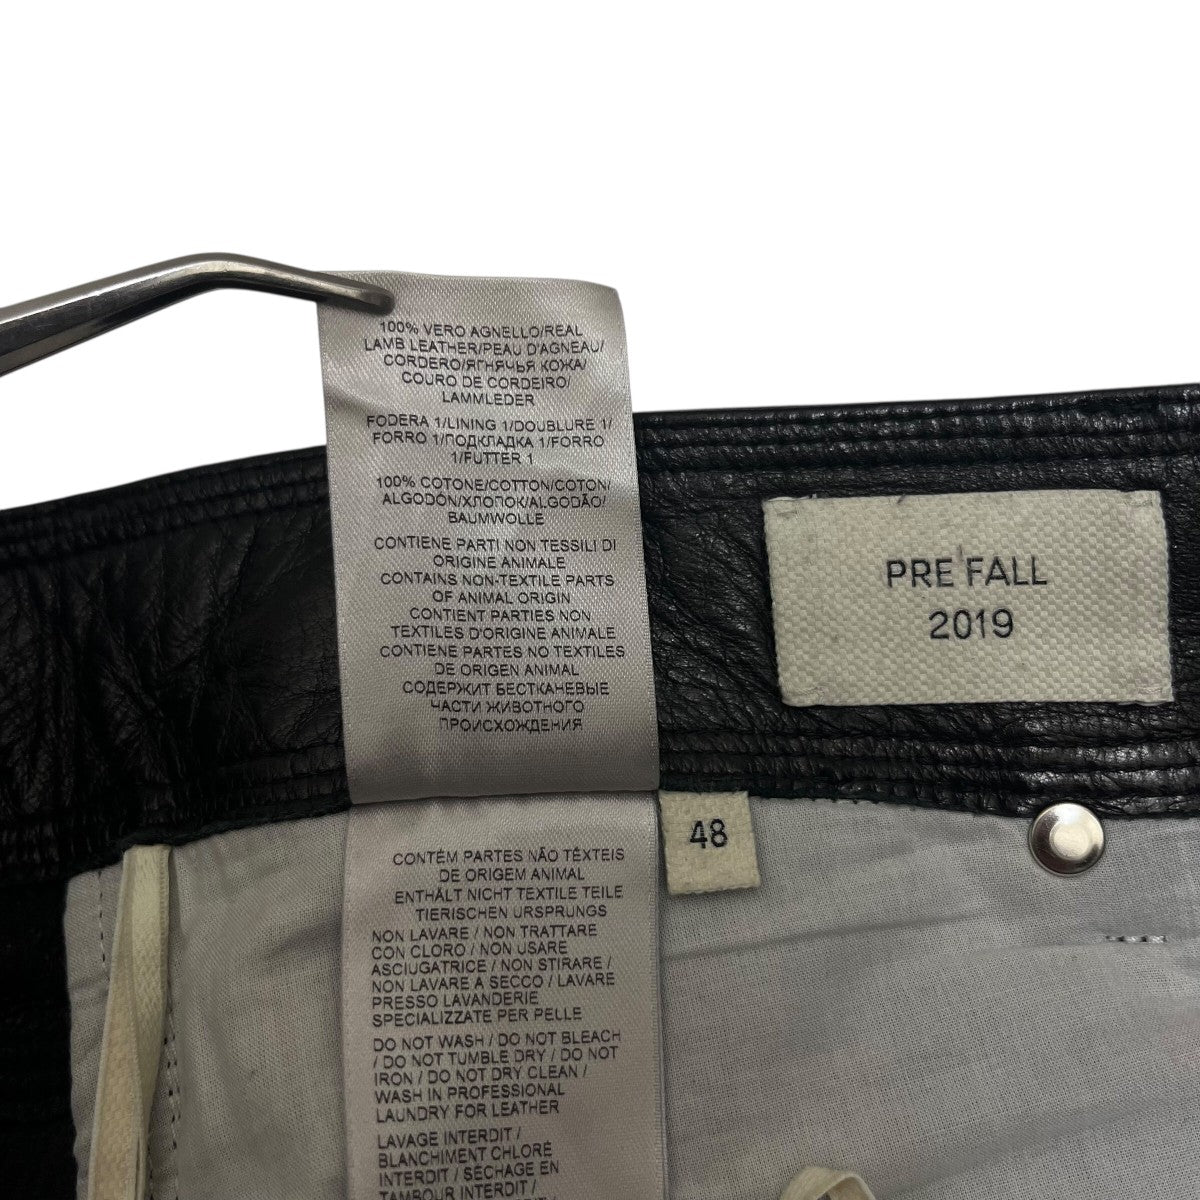 100% VERO AGNELLO/REAL
LAMB LEATHER/PEAU D'AGNEAU/
CORDERO/ЯГНЯЧЬЯ КОЖА/
COURO DE CORDEIRO/
LAMMLEDER
FODERA 1/LINING 1/DOUBLURE 1/
FORRO 1/ПОДКЛАДКА 1/FORRO
1/FUTTER 1
100% COTONE/COTTON/COTON/
ALGODÓN/ХЛОПОК/ALGODÃO/
BAUMWOLLE
CONTIENE PARTI NON TESSILI DI
ORIGINE ANIMALE
CONTAINS NON-TEXTILE PARTS
OF ANIMAL ORIGIN
CONTIENT PARTIES NON
TEXTILES D'ORIGINE ANIMALE
CONTIENE PARTES NO TEXTILES
DE ORIGEN ANIMAL
СОДЕРЖИТ БЕСТКАНЕВЫЕ
ЧАСТИ ЖИВОТНОГО
ПРОИСХОЖДЕНИЯ
CONTÉM PARTES NÃO TÊXTEIS
DE ORIGEM ANIMAL
ENTHÄLT NICHT TEXTILE TEILE
TIERISCHEN URSPRUNGS
NON LAVARE / NON TRATTARE
CON CLORO / NON USARE
ASCIUGATRICE / NON STIRARE /
NON LAVARE A SECCO / LAVARE
PRESSO LAVANDERIE
SPECIALIZZATE PER PELLE
DO NOT WASH / DO NOT BLEACH
/ DO NOT TUMBLE DRY / DO NOT
IRON / DO NOT DRY CLEAN /
WASH IN PROFESSIONAL
LAUNDRY FOR LEATHER
LAVAGE INTERDIT /
BLANCHIMENT CHLORÉ
INTERDIT / SÉCHAGE EN
TAMBOUR INTERDIT /
48
PRE FALL
2019